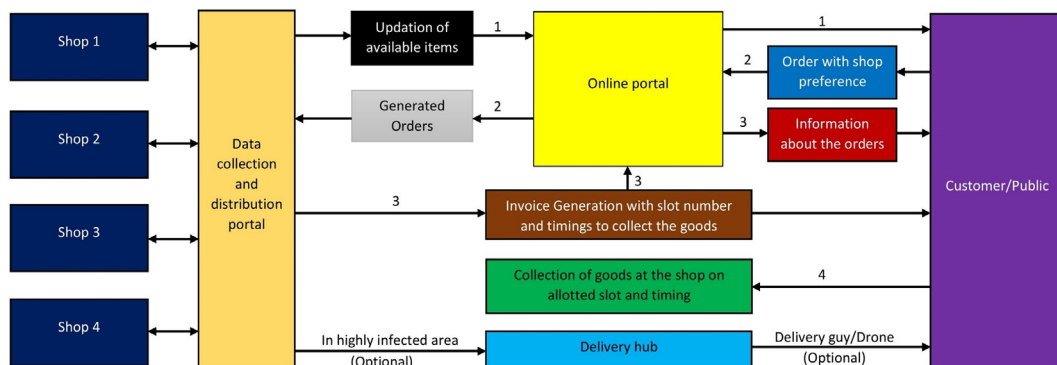 Shop 1
Shop 2
Shop 3
Shop 4
Data
collection
and
distribution
portal
Updation of
available items
1
Generated
Orders
2
Online portal
1
2
Order with shop
preference
3
Information
about the orders
3
3
Invoice Generation with slot number
and timings to collect the goods
Collection of goods at the shop on
allotted slot and timing
4
In highly infected area
(Optional)
Delivery hub
Delivery guy/Drone
(Optional)
Customer/Public